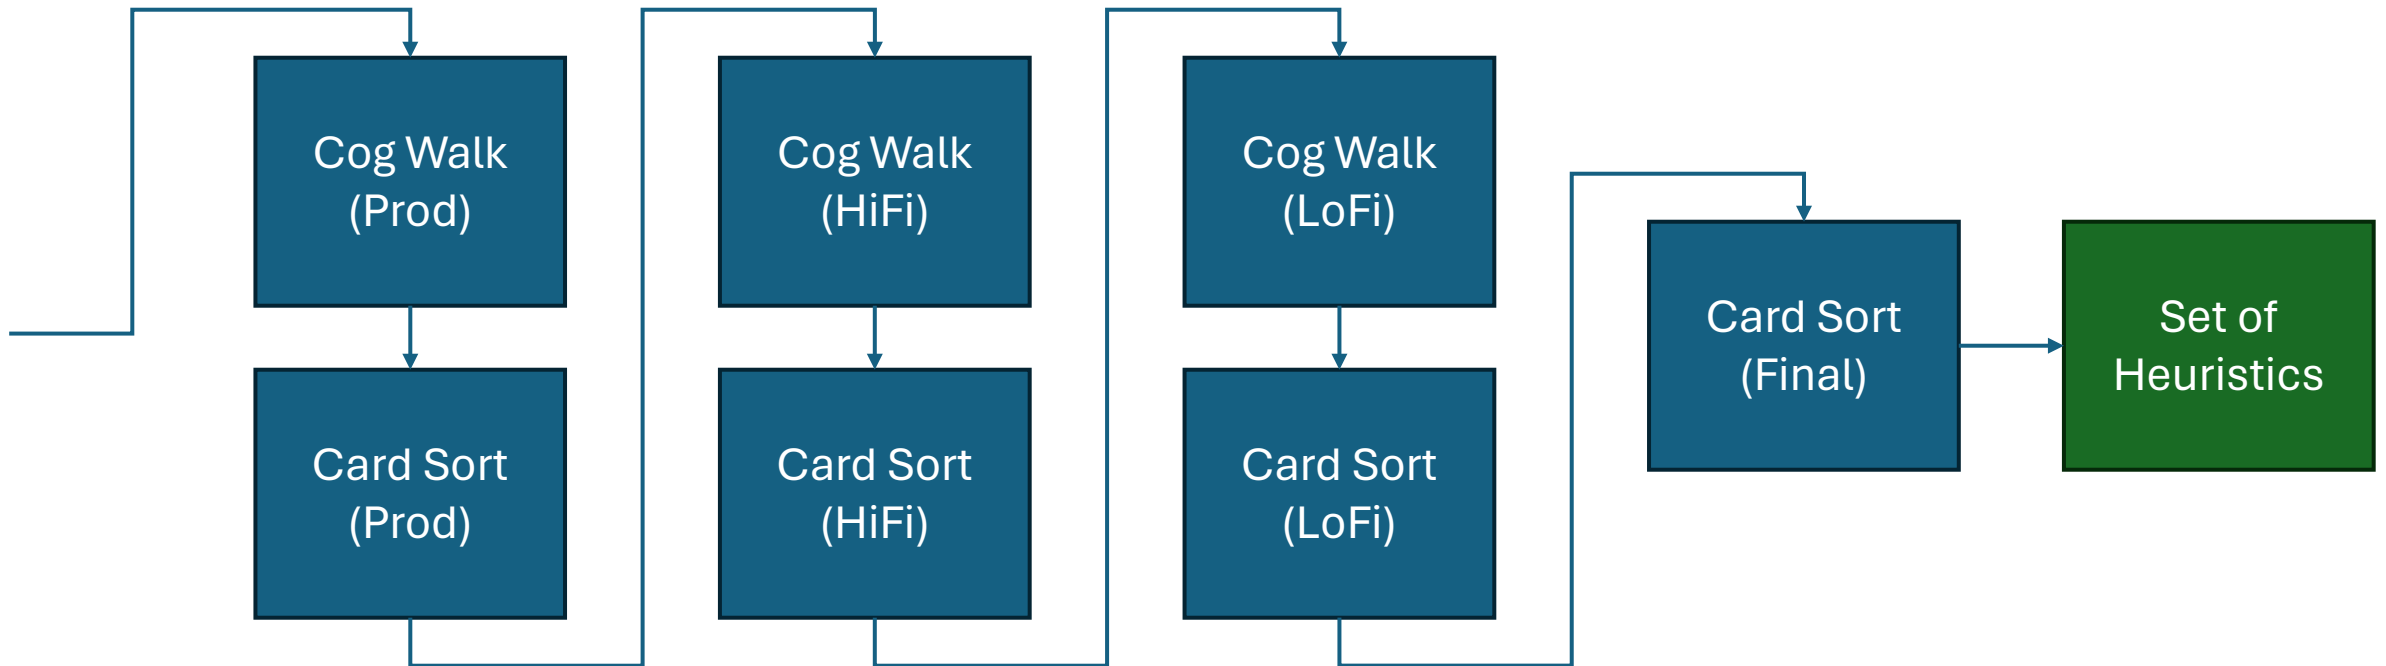 Cog Walk
(Prod)
Card Sort
(Prod)
Cog Walk
(HiFi)
Card Sort
(HiFi)
Cog Walk
(LoFi)
Card Sort
(LoFi)
Card Sort
(Final)
Set of
Heuristics